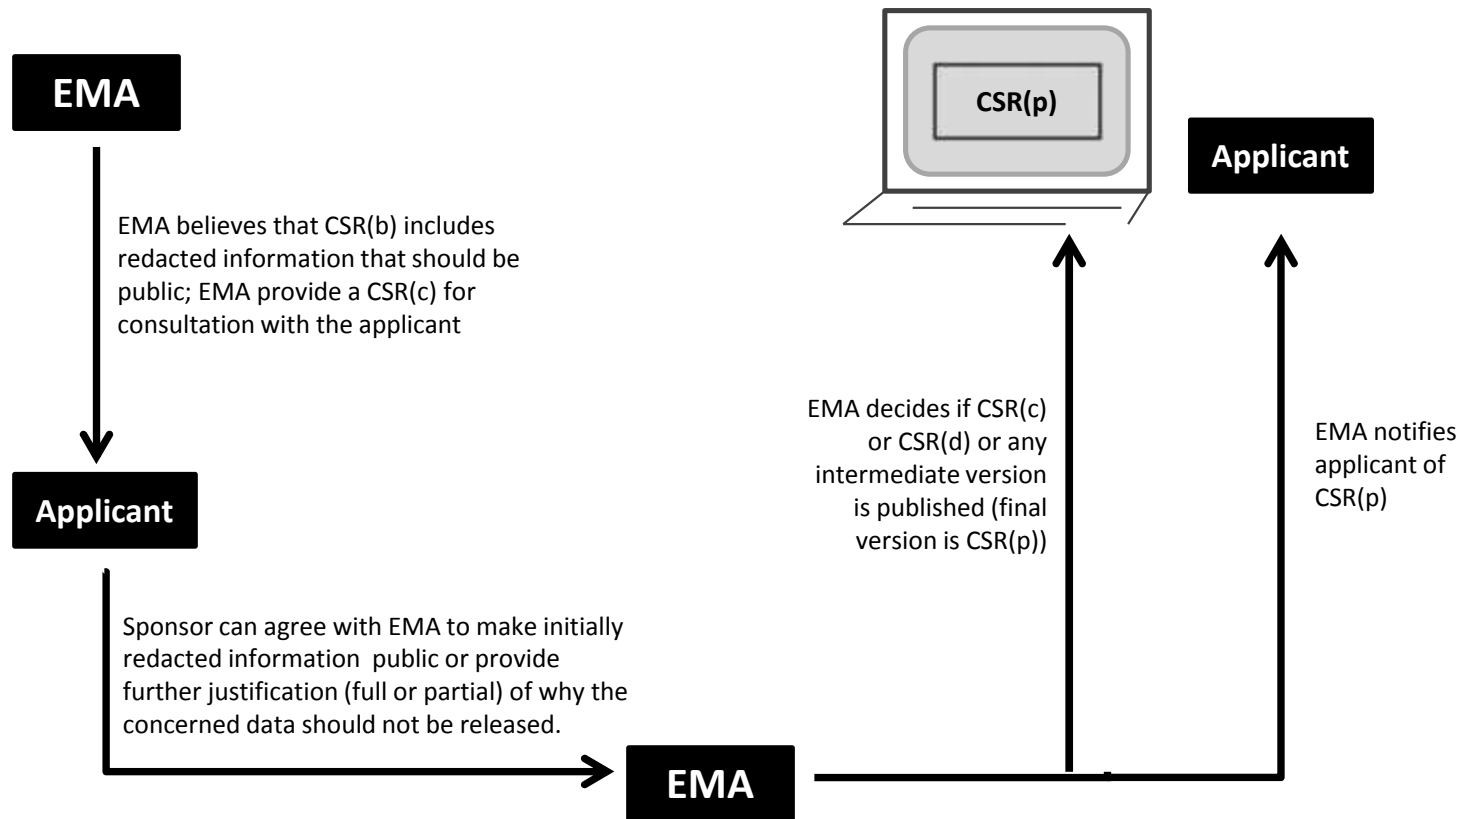 EMA
EMA believes that CSR(b) includes
redacted information that should be
public; EMA provide a CSR(c) for
consultation with the applicant
Applicant
Sponsor can agree with EMA to make initially
redacted information  public or provide
further justification (full or partial) of why the
concerned data should not be released.
EMA
EMA decides if CSR(c)
or CSR(d) or any
intermediate version
is published (final
version is CSR(p))
CSR(p)
EMA notifies
applicant of
CSR(p)
Applicant